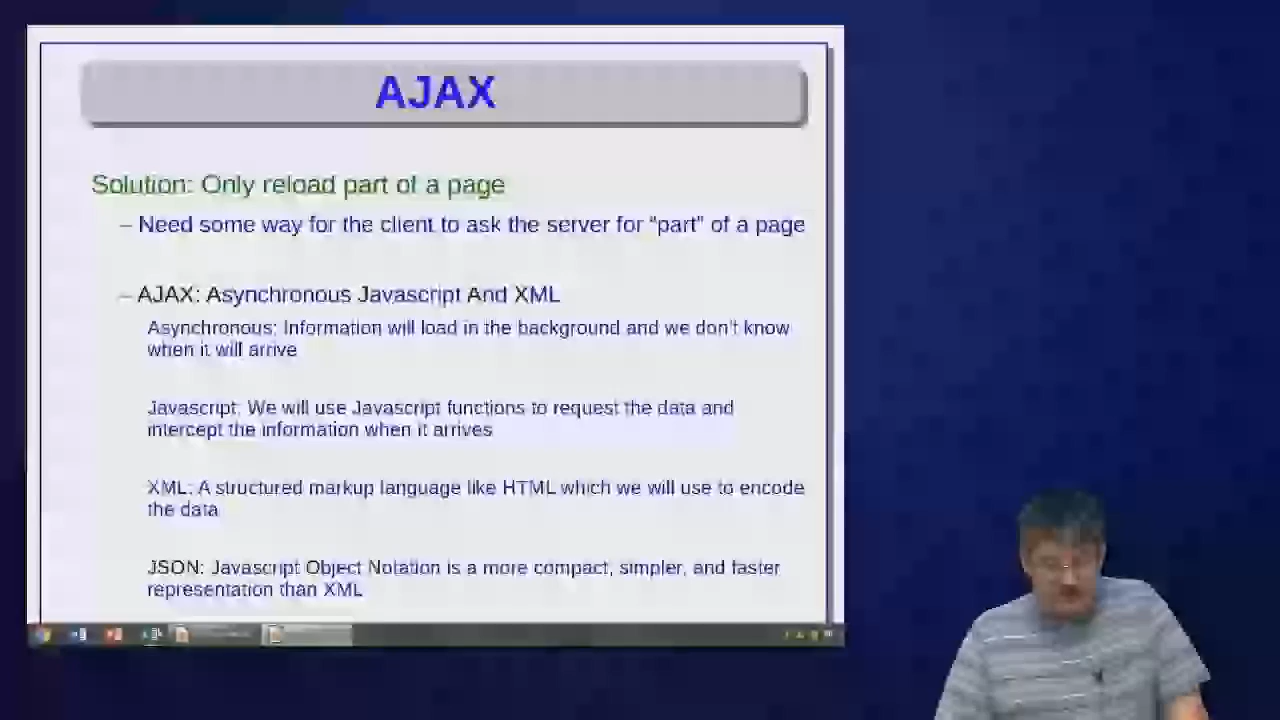 AJAX
Solution: Only reload part of a page
– Need some way for the client to ask the server for "part" of a page
– AJAX: Asynchronous Javascript And XML
Asynchronous: Information will load in the background and we don't know
when it will arrive
Javascript: We will use Javascript functions to request the data and
intercept the information when it arrives
XML: A structured markup language like HTML which we will use to encode
the data
JSON: Javascript Object Notation is a more compact, simpler, and faster
representation than XML